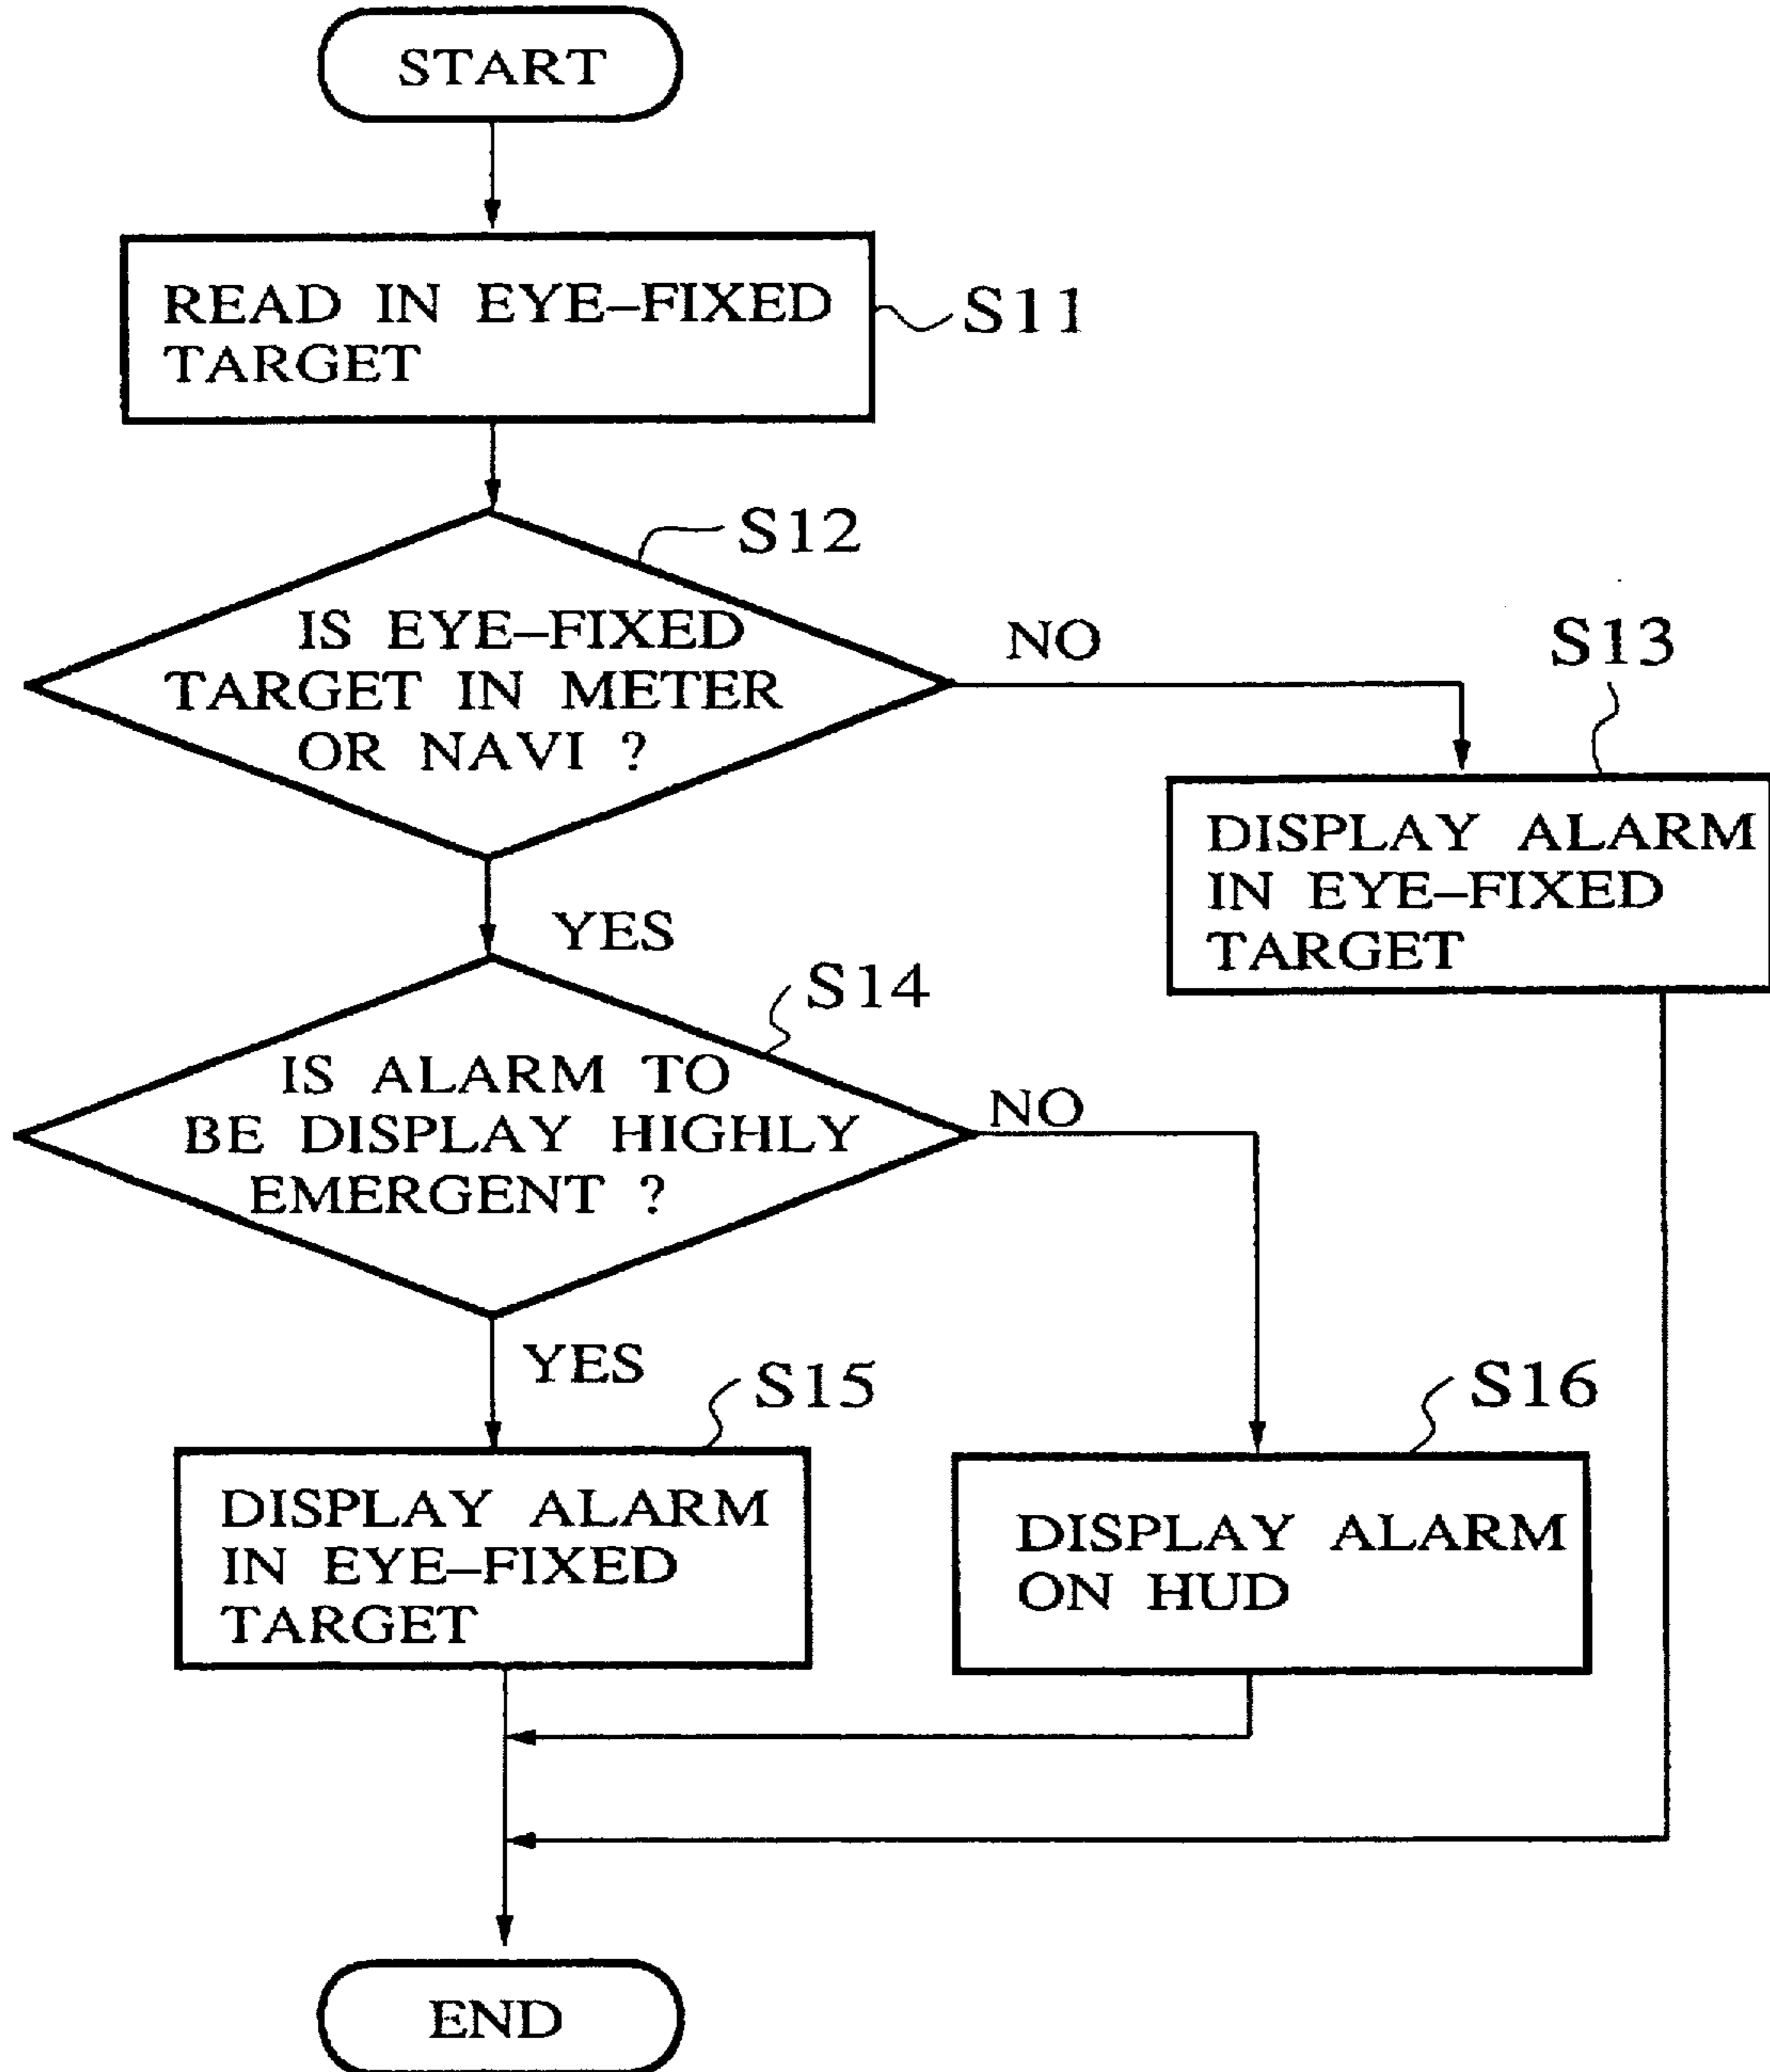 START
READ IN EYE–FIXED
TARGET
S11
S12
IS EYE–FIXED
TARGET IN METER
OR NAVI ?
NO
S13
DISPLAY ALARM
IN EYE–FIXED
TARGET
YES
S14
IS ALARM TO
BE DISPLAY HIGHLY
EMERGENT ?
NO
YES
S15
DISPLAY ALARM
IN EYE–FIXED
TARGET
S16
DISPLAY ALARM
ON HUD
END